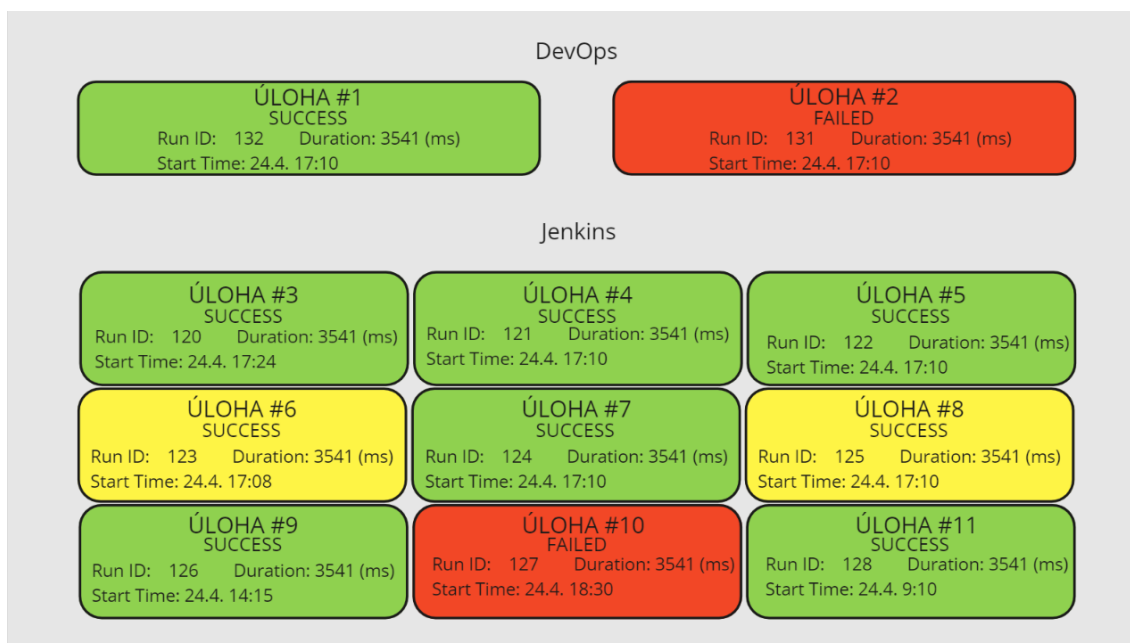 DevOps
ÚLOHA #1
SUCCESS
Run ID: 132 Duration: 3541 (ms)
Start Time: 24.4. 17:10
ÚLOHA #2
FAILED
Run ID: 131 Duration: 3541 (ms)
Start Time: 24.4. 17:10
Jenkins
ÚLOHA #3
SUCCESS
Run ID: 120 Duration: 3541 (ms)
Start Time: 24.4. 17:24
ÚLOHA #4
SUCCESS
Run ID: 121 Duration: 3541 (ms)
Start Time: 24.4. 17:10
ÚLOHA #5
SUCCESS
Run ID: 122 Duration: 3541 (ms)
Start Time: 24.4. 17:10
ÚLOHA #6
SUCCESS
Run ID: 123 Duration: 3541 (ms)
Start Time: 24.4. 17:08
ÚLOHA #7
SUCCESS
Run ID: 124 Duration: 3541 (ms)
Start Time: 24.4. 17:10
ÚLOHA #8
SUCCESS
Run ID: 125 Duration: 3541 (ms)
Start Time: 24.4. 17:10
ÚLOHA #9
SUCCESS
Run ID: 126 Duration: 3541 (ms)
Start Time: 24.4. 14:15
ÚLOHA #10
FAILED
Run ID: 127 Duration: 3541 (ms)
Start Time: 24.4. 18:30
ÚLOHA #11
SUCCESS
Run ID: 128 Duration: 3541 (ms)
Start Time: 24.4. 9:10